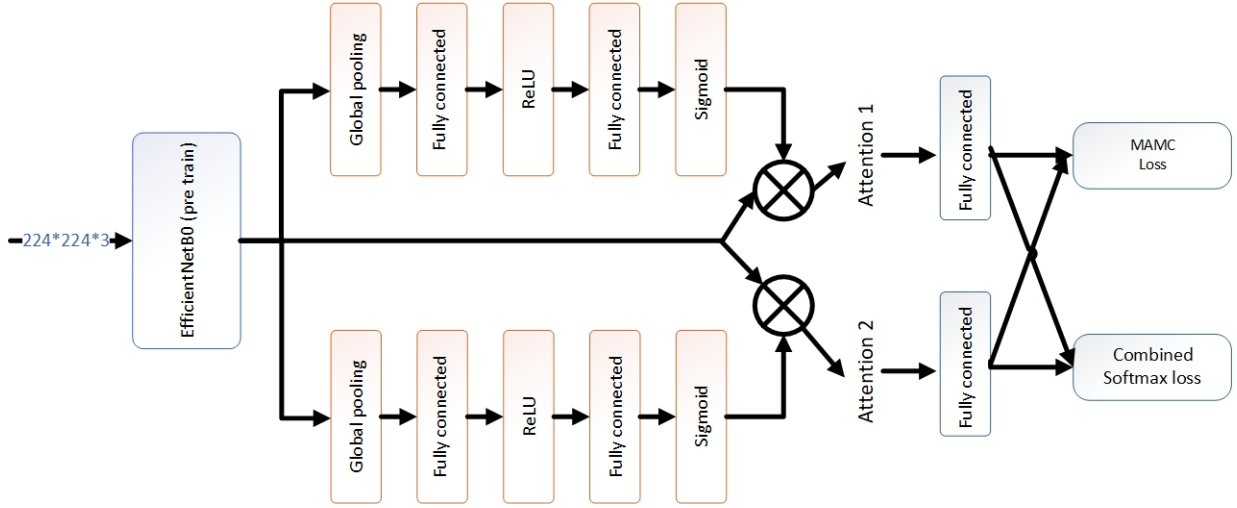 Global pooling
Fully connected
ReLU
Fully connected
Sigmoid
224*224*3
EfficientNetB0 (pre train)
Attention 1
Fully connected
MAMC
Loss
Attention 2
Fully connected
Combined
Softmax loss
Global pooling
Fully connected
ReLU
Fully connected
Sigmoid